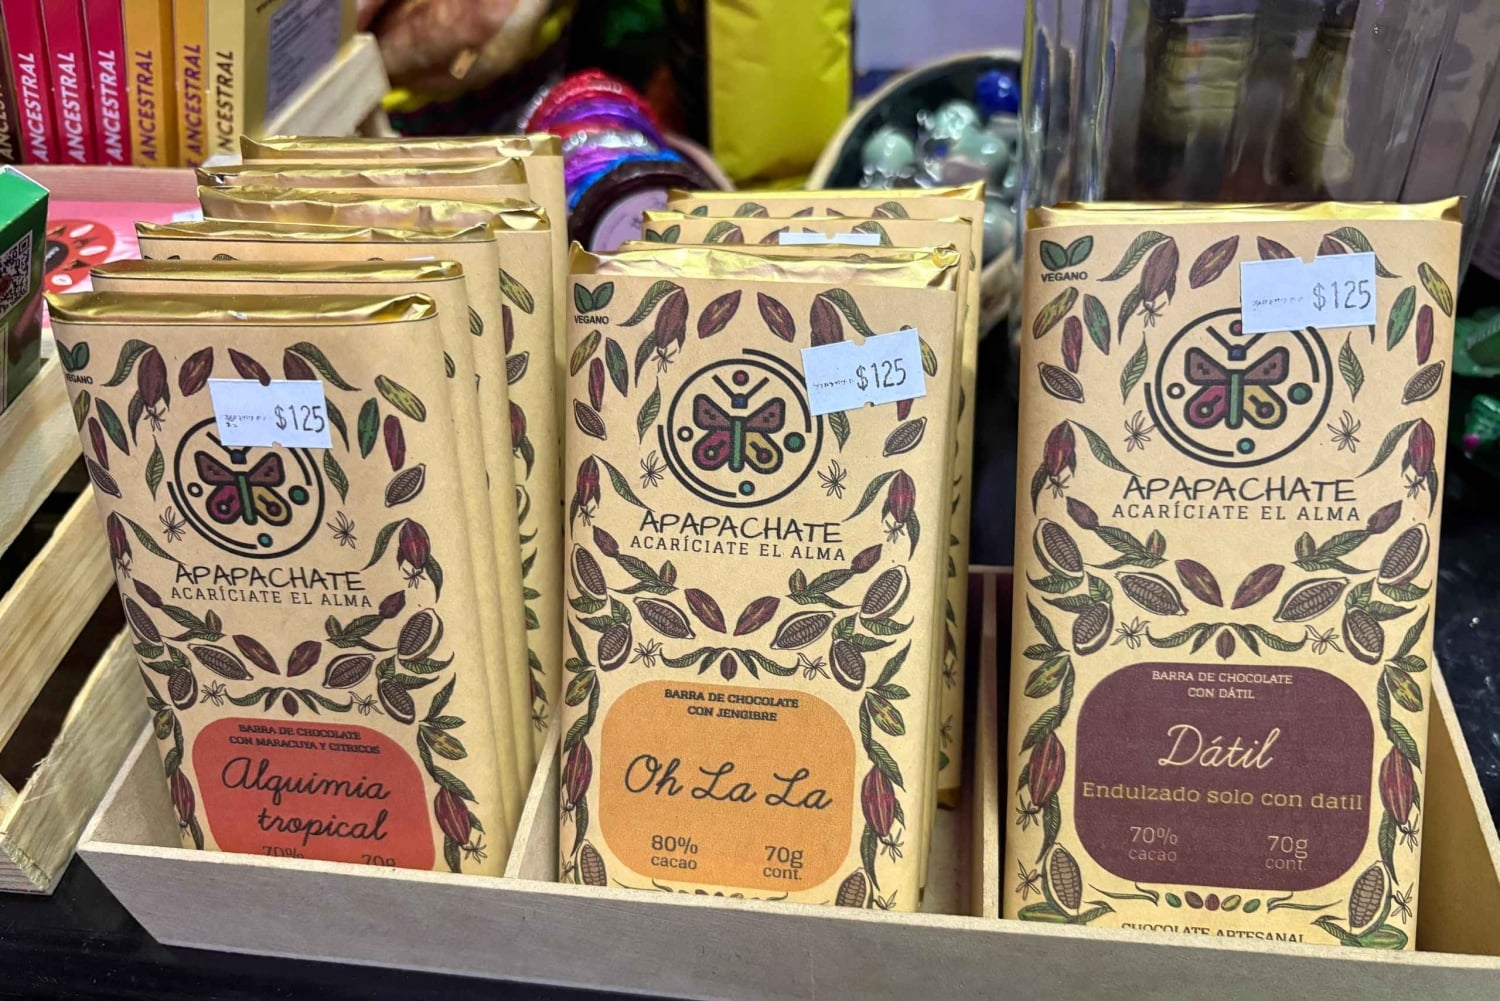 ANCESTRAL
ANCESTRAL
ANCESTRAL
ANCESTRAL
ANCESTRAL
ANCESTRAL
VEGANO
$125
APAPACHATE
ACARÍCIATE EL ALMA
BARRA DE CHOCOLATE
CON MARACUYA Y CITRICOS
Alquimia
tropical
70% 70g
VEGANO
$125
APAPACHATE
ACARÍCIATE EL ALMA
BARRA DE CHOCOLATE
CON JENGIBRE
Oh La La
80% 70g
cacao cont.
VEGANO
$125
APAPACHATE
ACARÍCIATE EL ALMA
BARRA DE CHOCOLATE
CON DÁTIL
Dátil
Endulzado solo con datil
70% 70g
cacao cont.
CHOCOLATE ARTESANAL